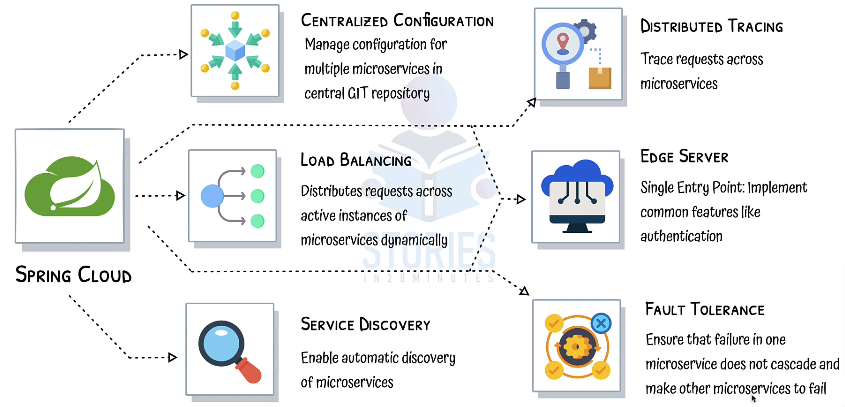 CENTRALIZED CONFIGURATION
Manage configuration for
multiple microservices in
central GIT repository
DISTRIBUTED TRACING
Trace requests across
microservices
LOAD BALANCING
Distributes requests across
active instances of
microservices dynamically
EDGE SERVER
Single Entry Point: Implement
common features like
authentication
STORIES
IN28MINUTES
SPRING CLOUD
SERVICE DISCOVERY
Enable automatic discovery
of microservices
FAULT TOLERANCE
Ensure that failure in one
microservice does not cascade and
make other microservices to fail